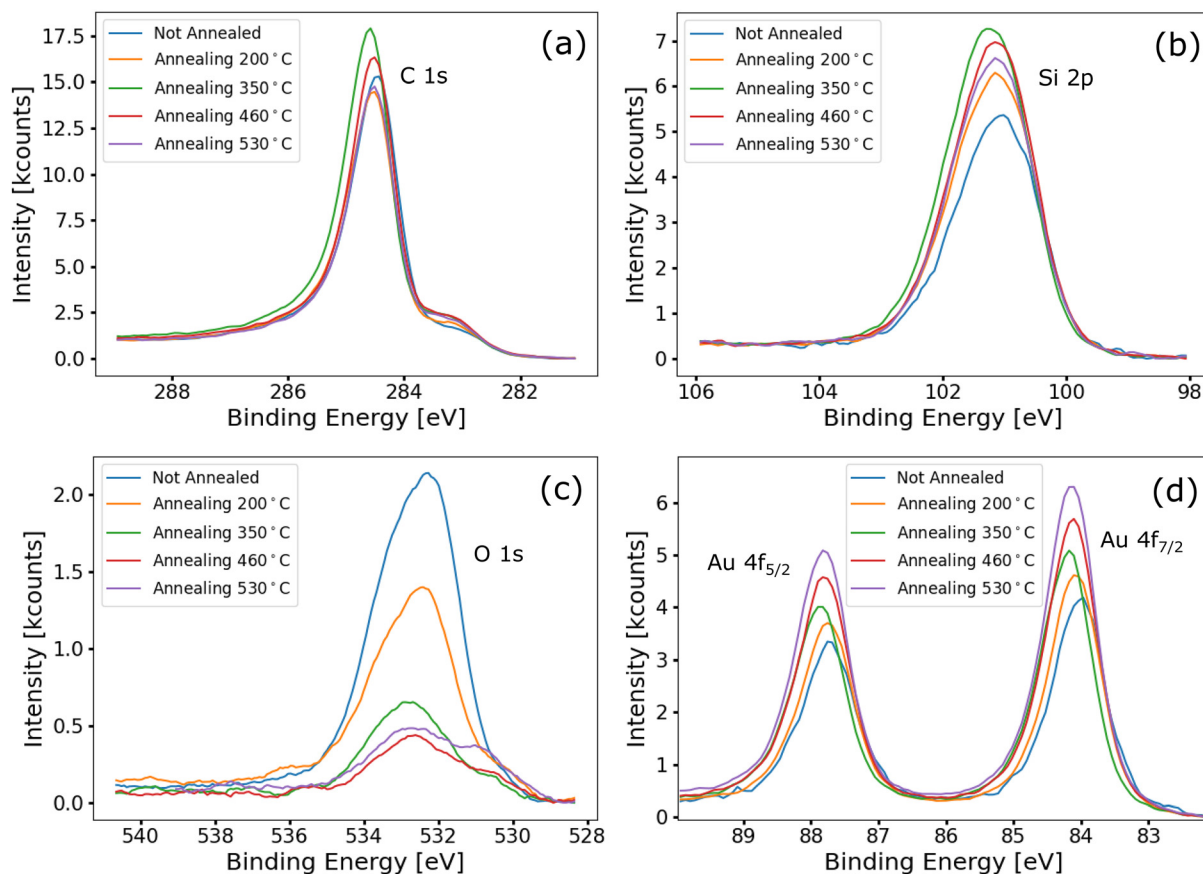 (a)
C 1s
Not Annealed
Annealing 200°C
Annealing 350°C
Annealing 460°C
Annealing 530°C
Intensity [kcounts]
17.5
15.0
12.5
10.0
7.5
5.0
2.5
0.0
288
286
284
282
Binding Energy [eV]
(b)
Si 2p
Not Annealed
Annealing 200°C
Annealing 350°C
Annealing 460°C
Annealing 530°C
Intensity [kcounts]
7
6
5
4
3
2
1
0
106
104
102
100
98
Binding Energy [eV]
(c)
O 1s
Not Annealed
Annealing 200°C
Annealing 350°C
Annealing 460°C
Annealing 530°C
Intensity [kcounts]
2.0
1.5
1.0
0.5
0.0
540
538
536
534
532
530
528
Binding Energy [eV]
(d)
Au 4f5/2
Au 4f7/2
Not Annealed
Annealing 200°C
Annealing 350°C
Annealing 460°C
Annealing 530°C
Intensity [kcounts]
6
5
4
3
2
1
0
89
88
87
86
85
84
83
Binding Energy [eV]